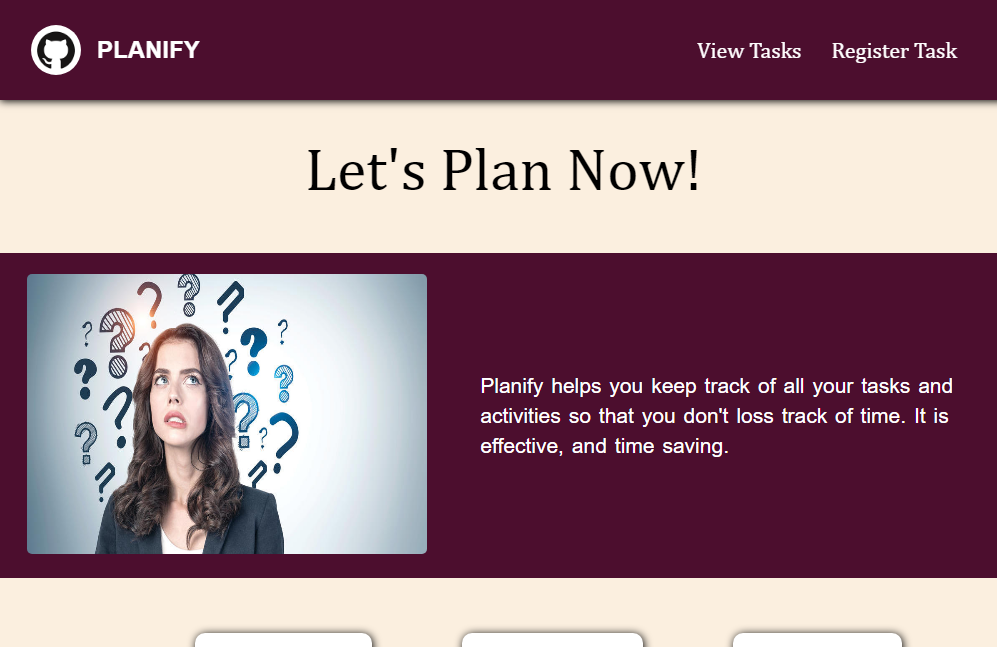 PLANIFY
View Tasks
Register Task
Let's Plan Now!
Planify helps you keep track of all your tasks and
activities so that you don't loss track of time. It is
effective, and time saving.